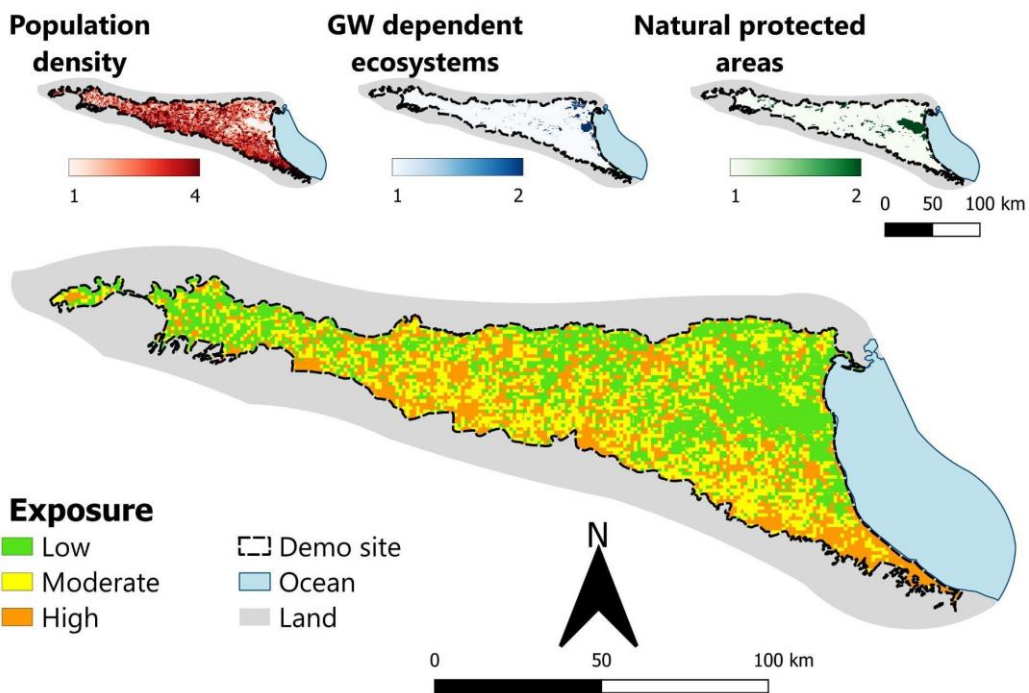 Population
density
GW dependent
ecosystems
Natural protected
areas
1 4
1 2
1 2
0 50 100 km
Exposure
Low
Moderate
High
Demo site
Ocean
Land
N
0 50 100 km